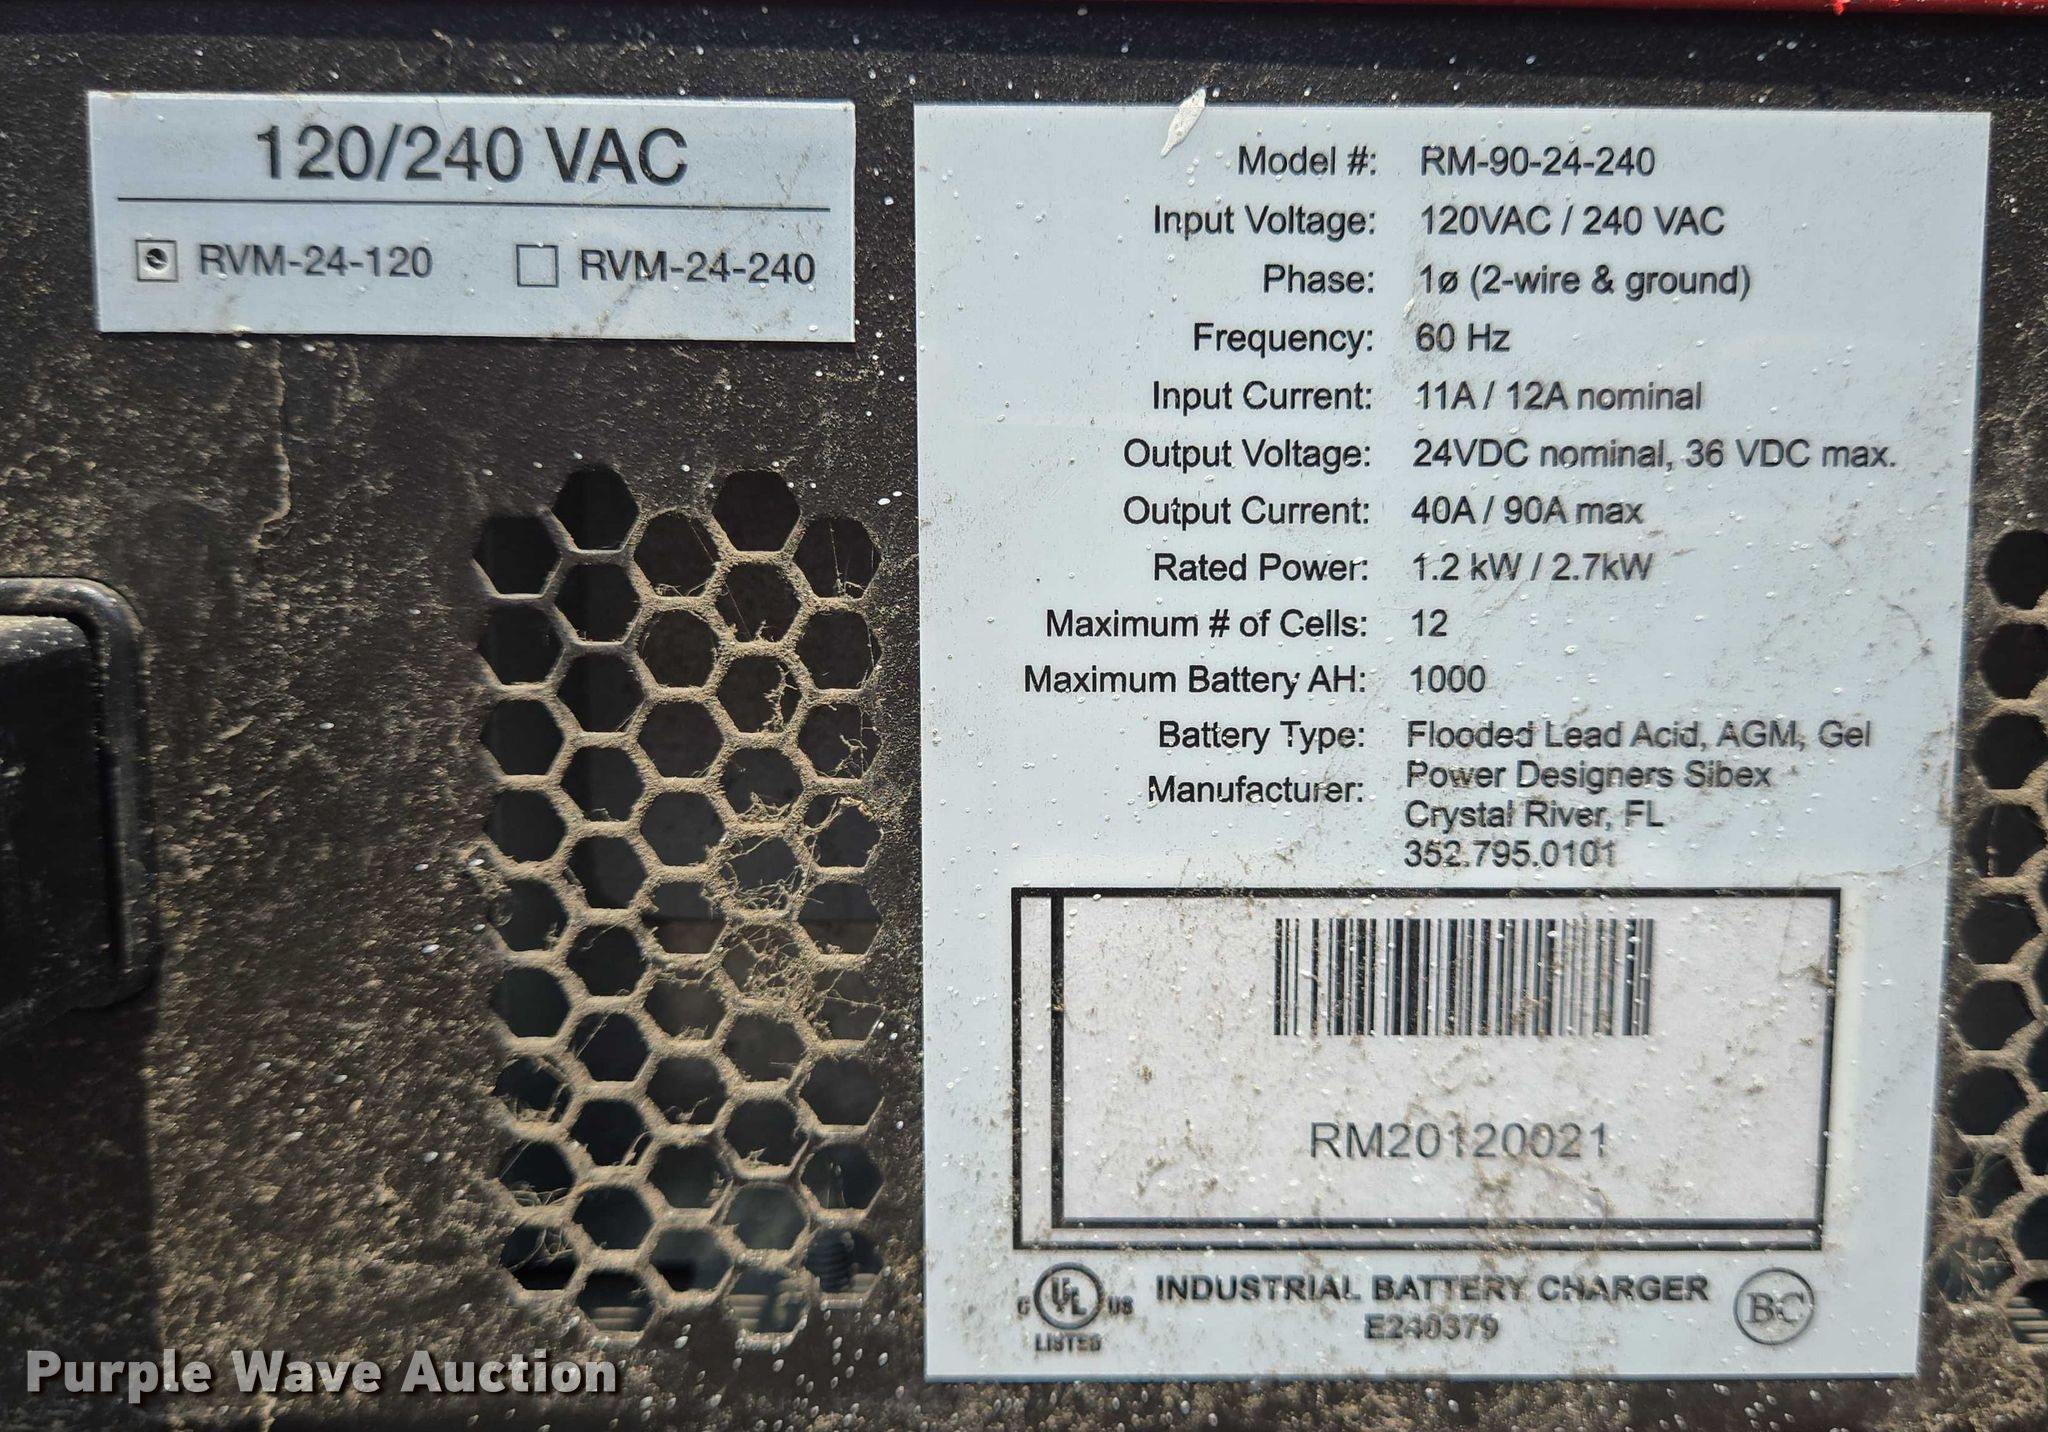 120/240 VAC
RVM-24-120 RVM-24-240
Model #: RM-90-24-240
Input Voltage: 120VAC / 240 VAC
Phase: 1ø (2-wire & ground)
Frequency: 60 Hz
Input Current: 11A / 12A nominal
Output Voltage: 24VDC nominal, 36 VDC max.
Output Current: 40A / 90A max
Rated Power: 1.2 kW / 2.7kW
Maximum # of Cells: 12
Maximum Battery AH: 1000
Battery Type: Flooded Lead Acid, AGM, Gel
Manufacturer: Power Designers Sibex
Crystal River, FL
352.795.0101
RM20120021
C UL US INDUSTRIAL BATTERY CHARGER BC
LISTED E240379
Purple Wave Auction